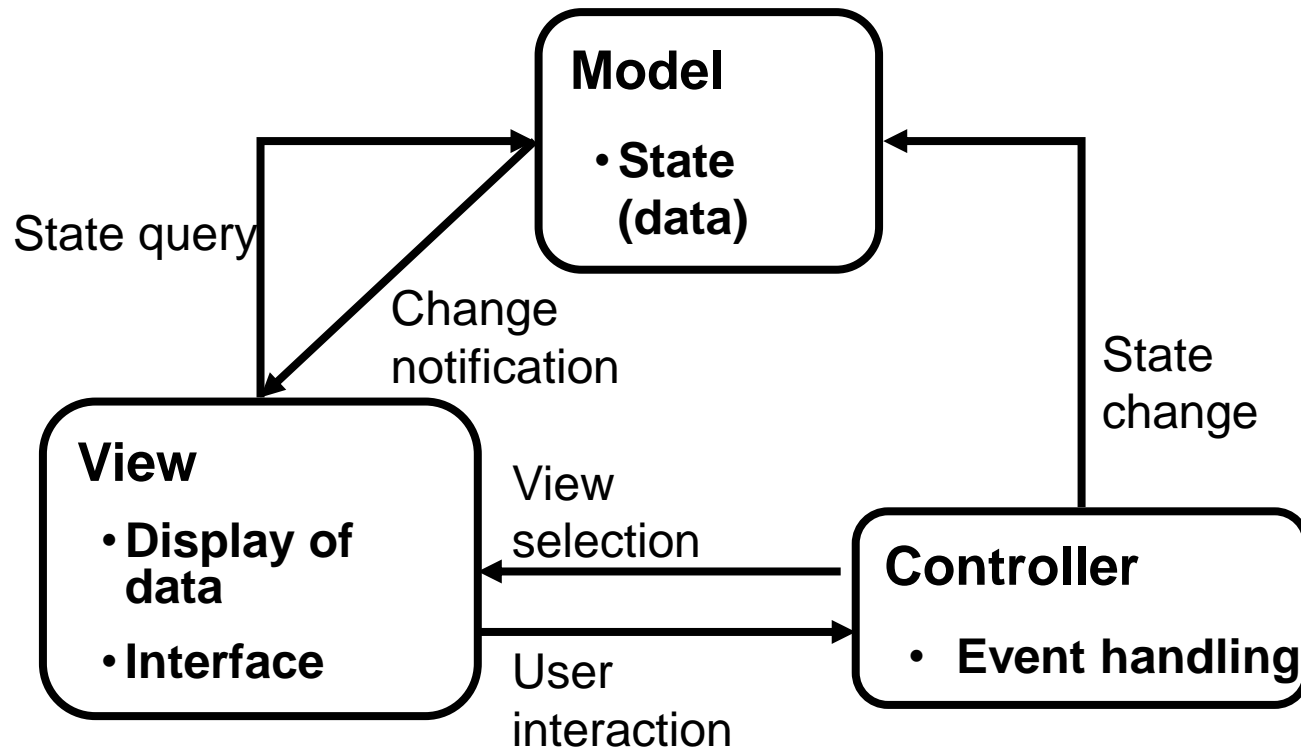 Model
• State
(data)
State query
Change
notification
State
change
View
• Display of
data
• Interface
View
selection
User
interaction
Controller
• Event handling